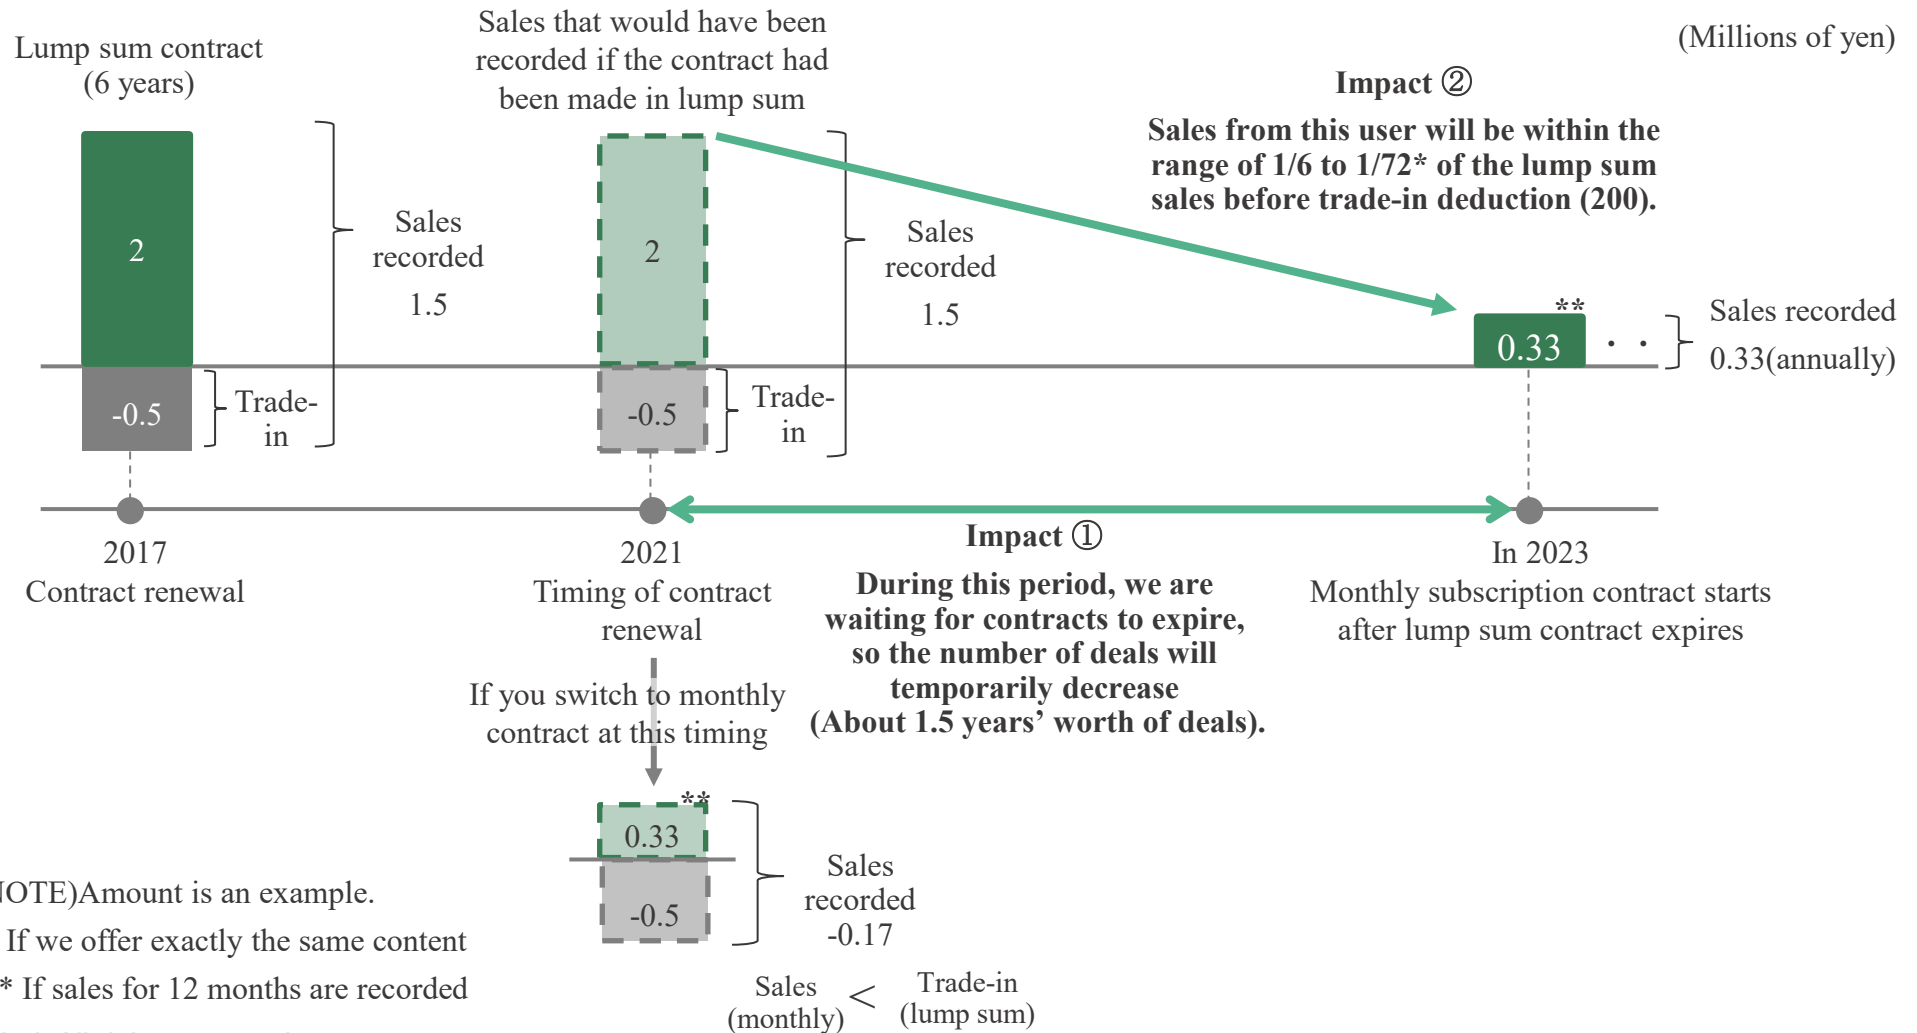 Lump sum contract
(6 years)
Sales that would have been
recorded if the contract had
been made in lump sum
(Millions of yen)
Impact ②
Sales from this user will be within the
range of 1/6 to 1/72* of the lump sum
sales before trade-in deduction (200).
2
Sales
recorded
1.5
-0.5
Trade-
in
2
Sales
recorded
1.5
-0.5
Trade-
in
**
0.33
・・
Sales recorded
0.33(annually)
2017
Contract renewal
2021
Timing of contract
renewal
Impact ①
During this period, we are
waiting for contracts to expire,
so the number of deals will
temporarily decrease
(About 1.5 years’ worth of deals).
In 2023
Monthly subscription contract starts
after lump sum contract expires
If you switch to monthly
contract at this timing
**
0.33
-0.5
Sales
recorded
-0.17
Sales
(monthly)
<
Trade-in
(lump sum)
OTE)Amount is an example.
If we offer exactly the same content
* If sales for 12 months are recorded